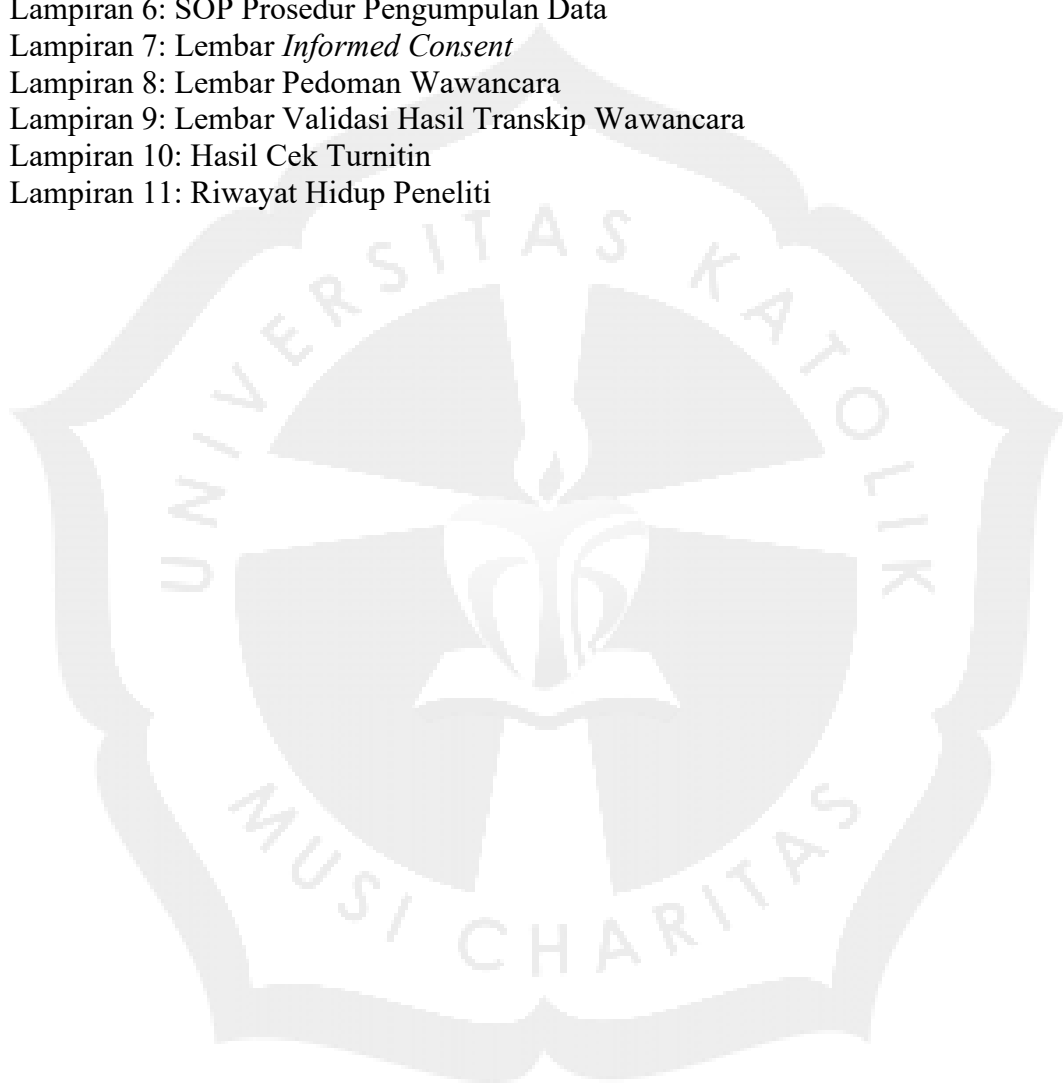 Lampiran 6: SOP Prosedur Pengumpulan Data
Lampiran 7: Lembar Informed Consent
Lampiran 8: Lembar Pedoman Wawancara
Lampiran 9: Lembar Validasi Hasil Transkip Wawancara
Lampiran 10: Hasil Cek Turnitin
Lampiran 11: Riwayat Hidup Peneliti
UNIVERSITAS KATOLIK
MUSI CHARITAS